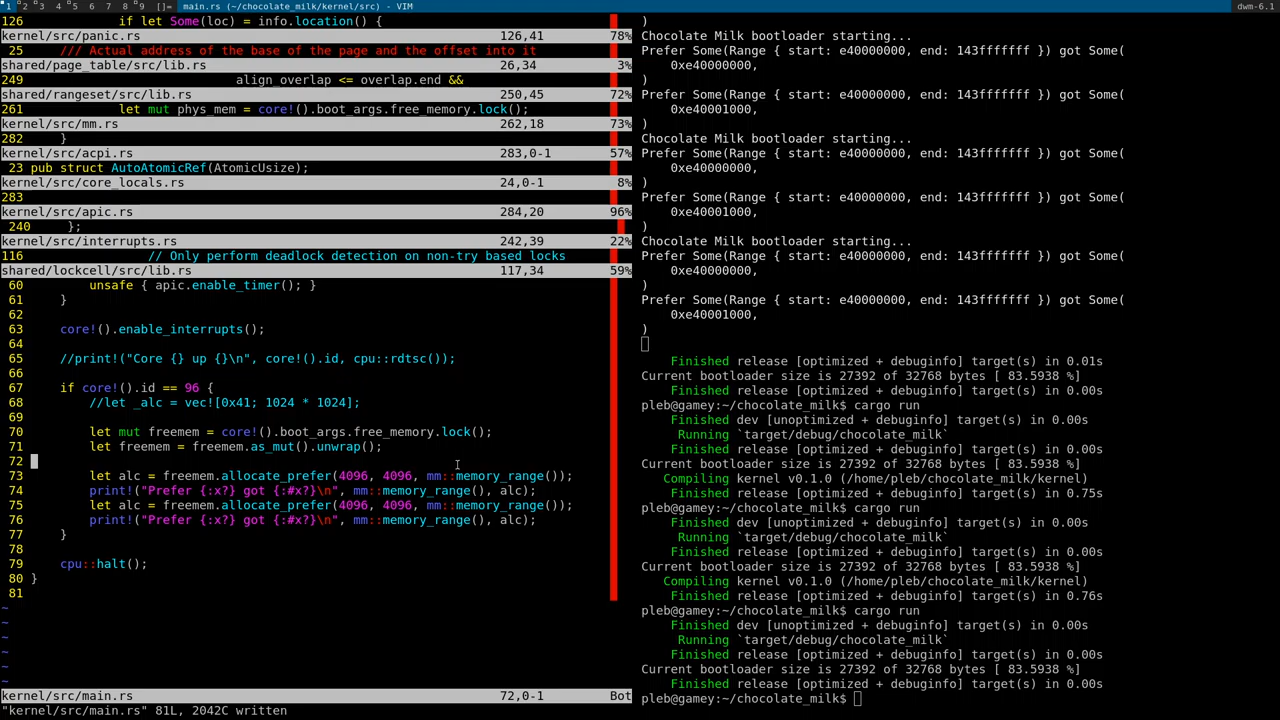 1 2 3 4 5 6 7 8 9 []= main.rs (~/chocolate_milk/kernel/src) - VIM dwm-6.1
126 if let Some(loc) = info.location() {
kernel/src/panic.rs 126,41 78%
25 /// Actual address of the base of the page and the offset into it
shared/page_table/src/lib.rs 26,34 3%
249 align_overlap <= overlap.end &&
shared/rangeset/src/lib.rs 250,45 72%
261 let mut phys_mem = core!().boot_args.free_memory.lock();
kernel/src/mm.rs 262,18 73%
282 }
kernel/src/acpi.rs 283,0-1 57%
23 pub struct AutoAtomicRef(AtomicUsize);
kernel/src/core_locals.rs 24,0-1 8%
283
kernel/src/apic.rs 284,20 96%
240 };
kernel/src/interrupts.rs 242,39 22%
116 // Only perform deadlock detection on non-try based locks
shared/lockcell/src/lib.rs 117,34 59%
60 unsafe { apic.enable_timer(); }
61 }
62
63 core!().enable_interrupts();
64
65 //print!("Core {} up {}\n", core!().id, cpu::rdtsc());
66
67 if core!().id == 96 {
68 //let _alc = vec![0x41; 1024 * 1024];
69
70 let mut freemem = core!().boot_args.free_memory.lock();
71 let freemem = freemem.as_mut().unwrap();
72
73 let alc = freemem.allocate_prefer(4096, 4096, mm::memory_range());
74 print!("Prefer {:x?} got {:#x?}\n", mm::memory_range(), alc);
75 let alc = freemem.allocate_prefer(4096, 4096, mm::memory_range());
76 print!("Prefer {:x?} got {:#x?}\n", mm::memory_range(), alc);
77 }
78
79 cpu::halt();
80 }
81
~
~
~
~
~
~
kernel/src/main.rs 72,0-1 Bot
"kernel/src/main.rs" 81L, 2042C written
)
Chocolate Milk bootloader starting...
Prefer Some(Range { start: e40000000, end: 143fffffff }) got Some(
0xe40000000,
)
Prefer Some(Range { start: e40000000, end: 143fffffff }) got Some(
0xe40001000,
)
Chocolate Milk bootloader starting...
Prefer Some(Range { start: e40000000, end: 143fffffff }) got Some(
0xe40000000,
)
Prefer Some(Range { start: e40000000, end: 143fffffff }) got Some(
0xe40001000,
)
Chocolate Milk bootloader starting...
Prefer Some(Range { start: e40000000, end: 143fffffff }) got Some(
0xe40000000,
)
Prefer Some(Range { start: e40000000, end: 143fffffff }) got Some(
0xe40001000,
)
Finished release [optimized + debuginfo] target(s) in 0.01s
Current bootloader size is 27392 of 32768 bytes [ 83.5938 %]
Finished release [optimized + debuginfo] target(s) in 0.00s
pleb@gamey:~/chocolate_milk$ cargo run
Finished dev [unoptimized + debuginfo] target(s) in 0.00s
Running `target/debug/chocolate_milk`
Finished release [optimized + debuginfo] target(s) in 0.00s
Current bootloader size is 27392 of 32768 bytes [ 83.5938 %]
Compiling kernel v0.1.0 (/home/pleb/chocolate_milk/kernel)
Finished release [optimized + debuginfo] target(s) in 0.75s
pleb@gamey:~/chocolate_milk$ cargo run
Finished dev [unoptimized + debuginfo] target(s) in 0.00s
Running `target/debug/chocolate_milk`
Finished release [optimized + debuginfo] target(s) in 0.00s
Current bootloader size is 27392 of 32768 bytes [ 83.5938 %]
Compiling kernel v0.1.0 (/home/pleb/chocolate_milk/kernel)
Finished release [optimized + debuginfo] target(s) in 0.76s
pleb@gamey:~/chocolate_milk$ cargo run
Finished dev [unoptimized + debuginfo] target(s) in 0.00s
Running `target/debug/chocolate_milk`
Finished release [optimized + debuginfo] target(s) in 0.00s
Current bootloader size is 27392 of 32768 bytes [ 83.5938 %]
Finished release [optimized + debuginfo] target(s) in 0.00s
pleb@gamey:~/chocolate_milk$